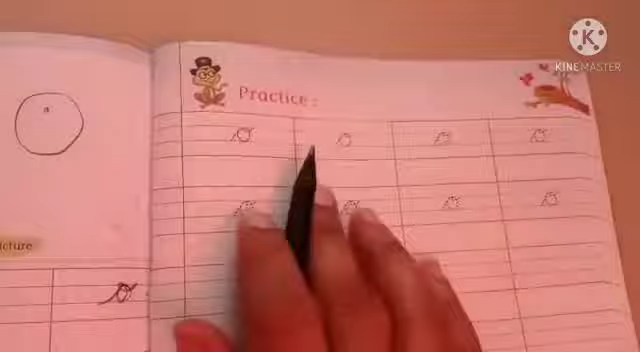 K
KINEMASTER
Practice :
a
icture
o o o o
o o o o
o